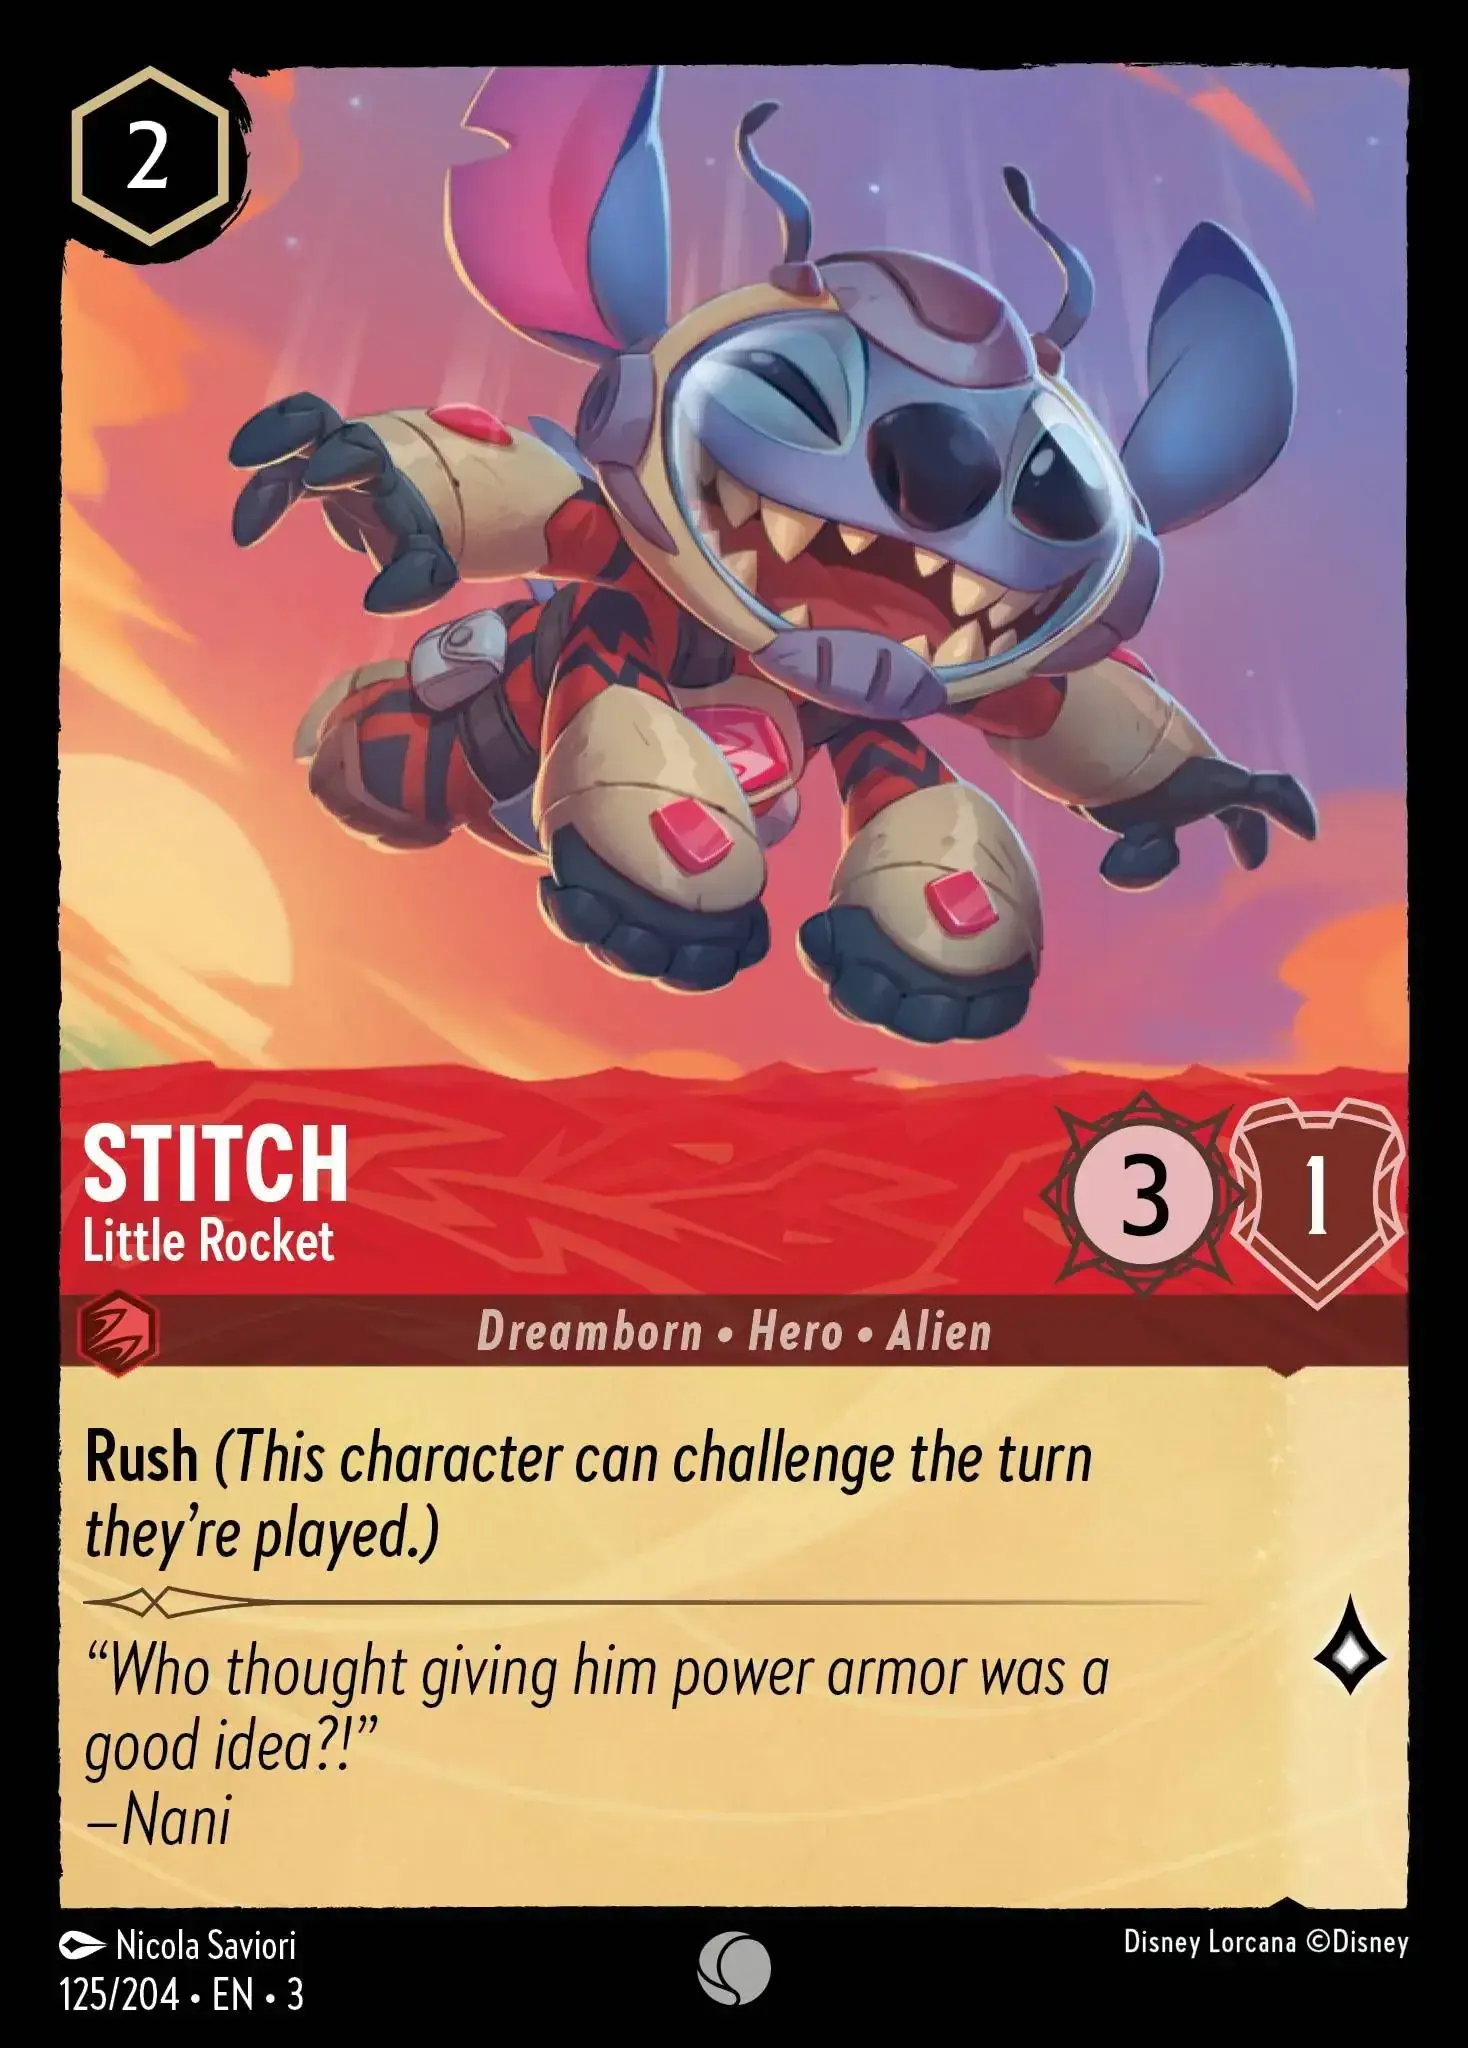 2
STITCH
Little Rocket
3
1
Dreamborn • Hero • Alien
Rush (This character can challenge the turn
they’re played.)
“Who thought giving him power armor was a
good idea?!”
–Nani
Nicola Saviori
Disney Lorcana ©Disney
125/204 • EN • 3